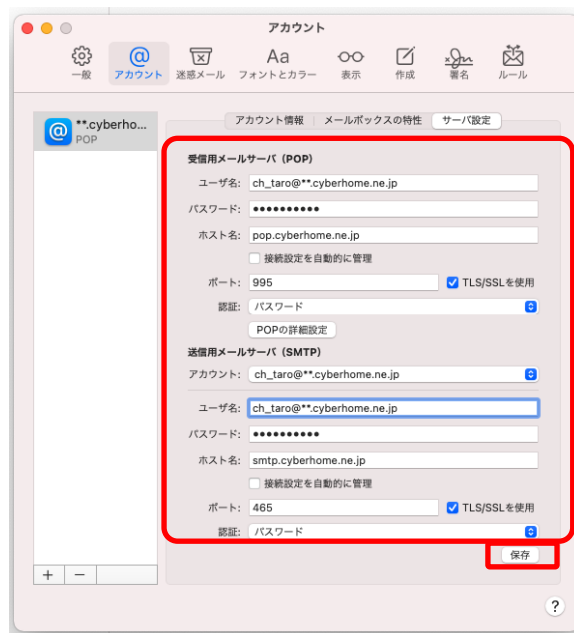 アカウント
一般 アカウント 迷惑メール フォントとカラー 表示 作成 署名 ルール
アカウント情報 メールボックスの特性 サーバ設定
**.cyberho...
POP
受信用メールサーバ（POP）
ユーザ名: ch_taro@**.cyberhome.ne.jp
パスワード: ●●●●●●●●●●
ホスト名: pop.cyberhome.ne.jp
接続設定を自動的に管理
ポート: 995 TLS/SSLを使用
認証: パスワード
POPの詳細設定
送信用メールサーバ（SMTP）
アカウント: ch_taro@**.cyberhome.ne.jp
ユーザ名: ch_taro@**.cyberhome.ne.jp
パスワード: ●●●●●●●●●●
ホスト名: smtp.cyberhome.ne.jp
接続設定を自動的に管理
ポート: 465 TLS/SSLを使用
認証: パスワード
保存
+ −
?